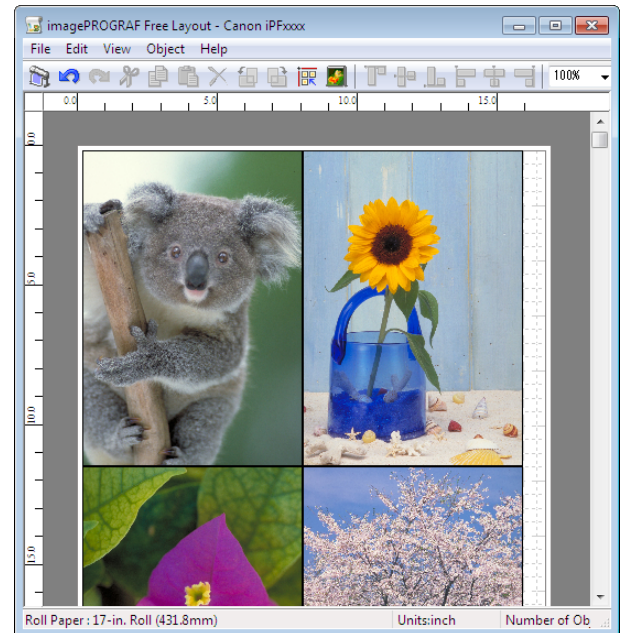 imagePROGRAF Free Layout - Canon iPFxxxx
File Edit View Object Help
100%
0.0 5.0 10.0 15.0
0.0
5.0
10.0
15.0
Roll Paper : 17-in. Roll (431.8mm) Units:inch Number of Ob